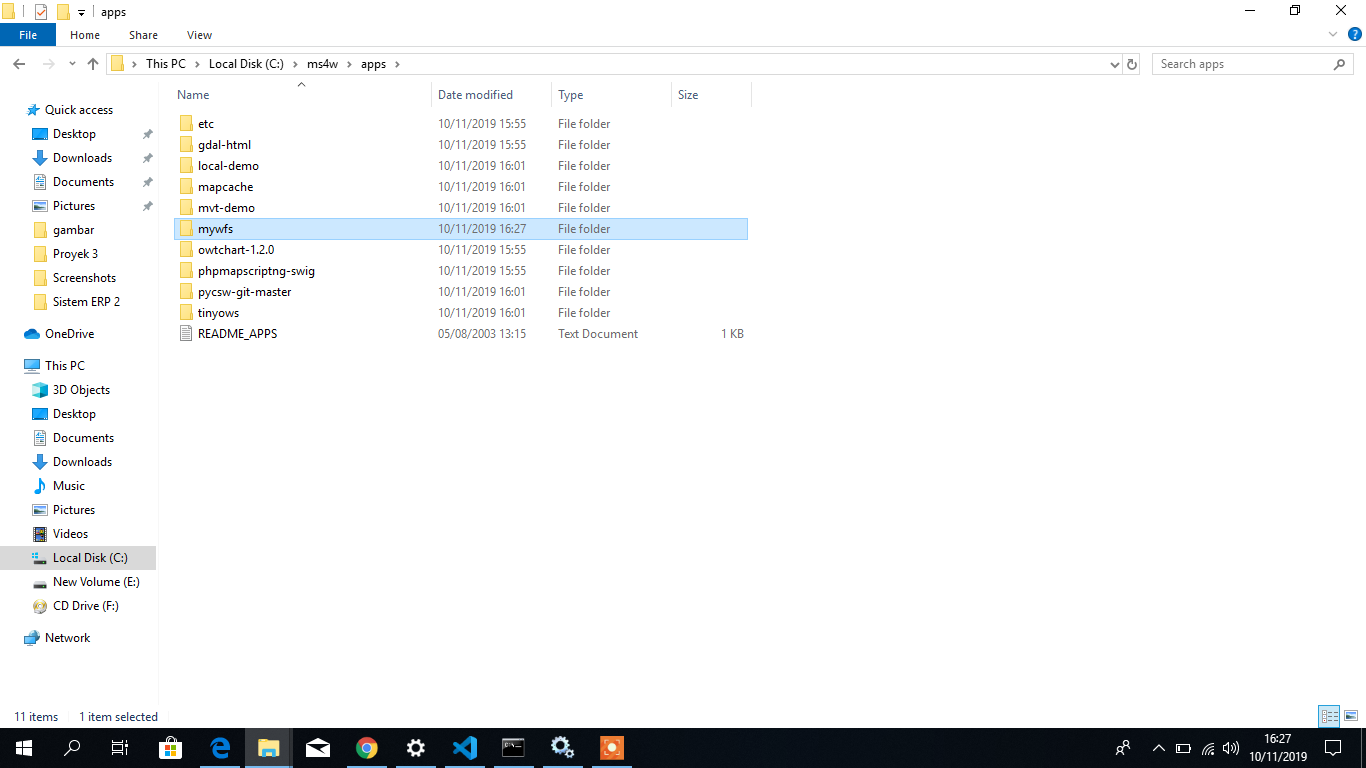 apps
File Home Share View
This PC Local Disk (C:) ms4w apps
Search apps
Name Date modified Type Size
Quick access
Desktop
Downloads
Documents
Pictures
gambar
Proyek 3
Screenshots
Sistem ERP 2
OneDrive
This PC
3D Objects
Desktop
Documents
Downloads
Music
Pictures
Videos
Local Disk (C:)
New Volume (E:)
CD Drive (F:)
Network
etc 10/11/2019 15:55 File folder
gdal-html 10/11/2019 15:55 File folder
local-demo 10/11/2019 16:01 File folder
mapcache 10/11/2019 16:01 File folder
mvt-demo 10/11/2019 16:01 File folder
mywfs 10/11/2019 16:27 File folder
owtchart-1.2.0 10/11/2019 15:55 File folder
phpmapscriptng-swig 10/11/2019 15:55 File folder
pycsw-git-master 10/11/2019 16:01 File folder
tinyows 10/11/2019 16:01 File folder
README_APPS 05/08/2003 13:15 Text Document 1 KB
11 items 1 item selected
16:27
10/11/2019